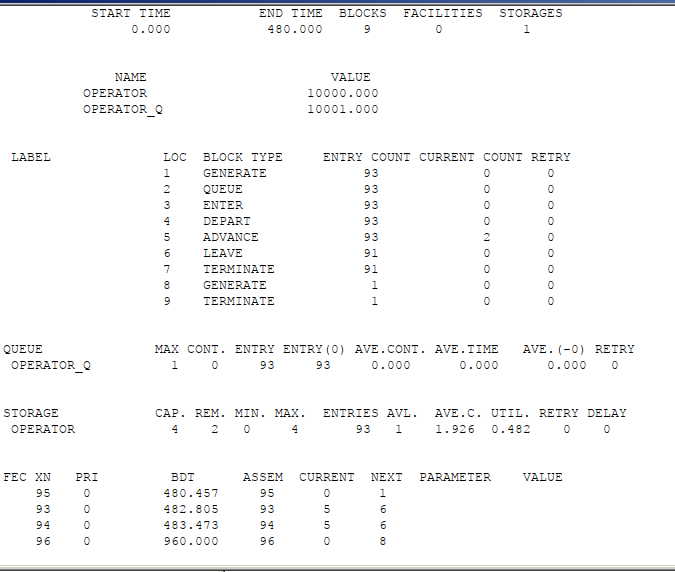 START TIME END TIME BLOCKS FACILITIES STORAGES
0.000 480.000 9 0 1
NAME VALUE
OPERATOR 10000.000
OPERATOR_Q 10001.000
LABEL LOC BLOCK TYPE ENTRY COUNT CURRENT COUNT RETRY
1 GENERATE 93 0 0
2 QUEUE 93 0 0
3 ENTER 93 0 0
4 DEPART 93 0 0
5 ADVANCE 93 2 0
6 LEAVE 91 0 0
7 TERMINATE 91 0 0
8 GENERATE 1 0 0
9 TERMINATE 1 0 0
QUEUE MAX CONT. ENTRY ENTRY(0) AVE.CONT. AVE.TIME AVE.(-0) RETRY
OPERATOR_Q 1 0 93 93 0.000 0.000 0.000 0
STORAGE CAP. REM. MIN. MAX. ENTRIES AVL. AVE.C. UTIL. RETRY DELAY
OPERATOR 4 2 0 4 93 1 1.926 0.482 0 0
FEC XN PRI BDT ASSEM CURRENT NEXT PARAMETER VALUE
95 0 480.457 95 0 1
93 0 482.805 93 5 6
94 0 483.473 94 5 6
96 0 960.000 96 0 8